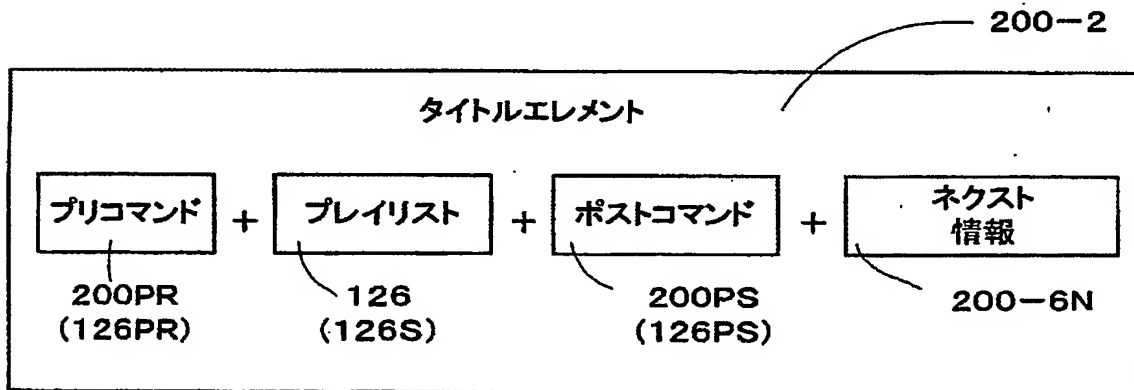 200-2
タイトルエレメント
プリコマンド + プレイリスト + ポストコマンド + ネクスト情報
200PR 126 200PS 200-6N
(126PR) (126S) (126PS)